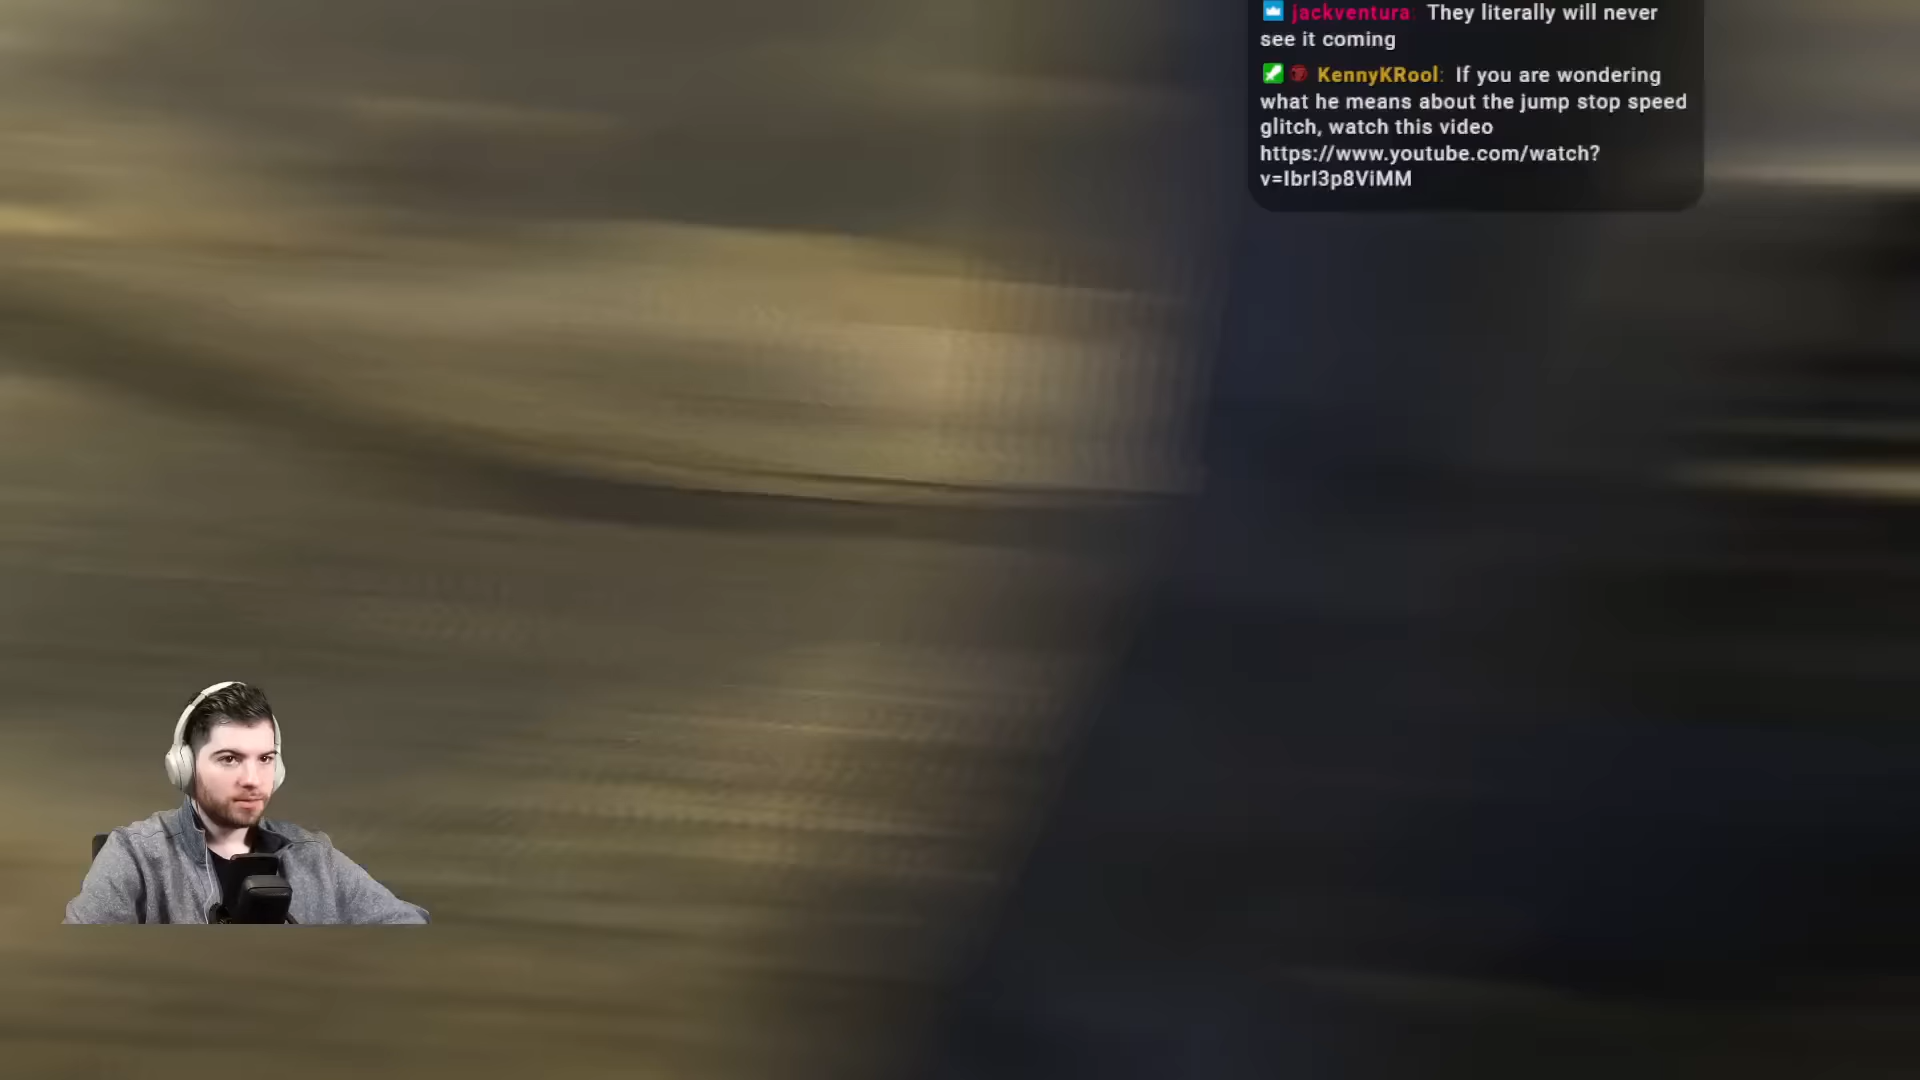 jackventura: They literally will never
see it coming
KennyKRool: If you are wondering
what he means about the jump stop speed
glitch, watch this video
https://www.youtube.com/watch?
v=IbrI3p8ViMM